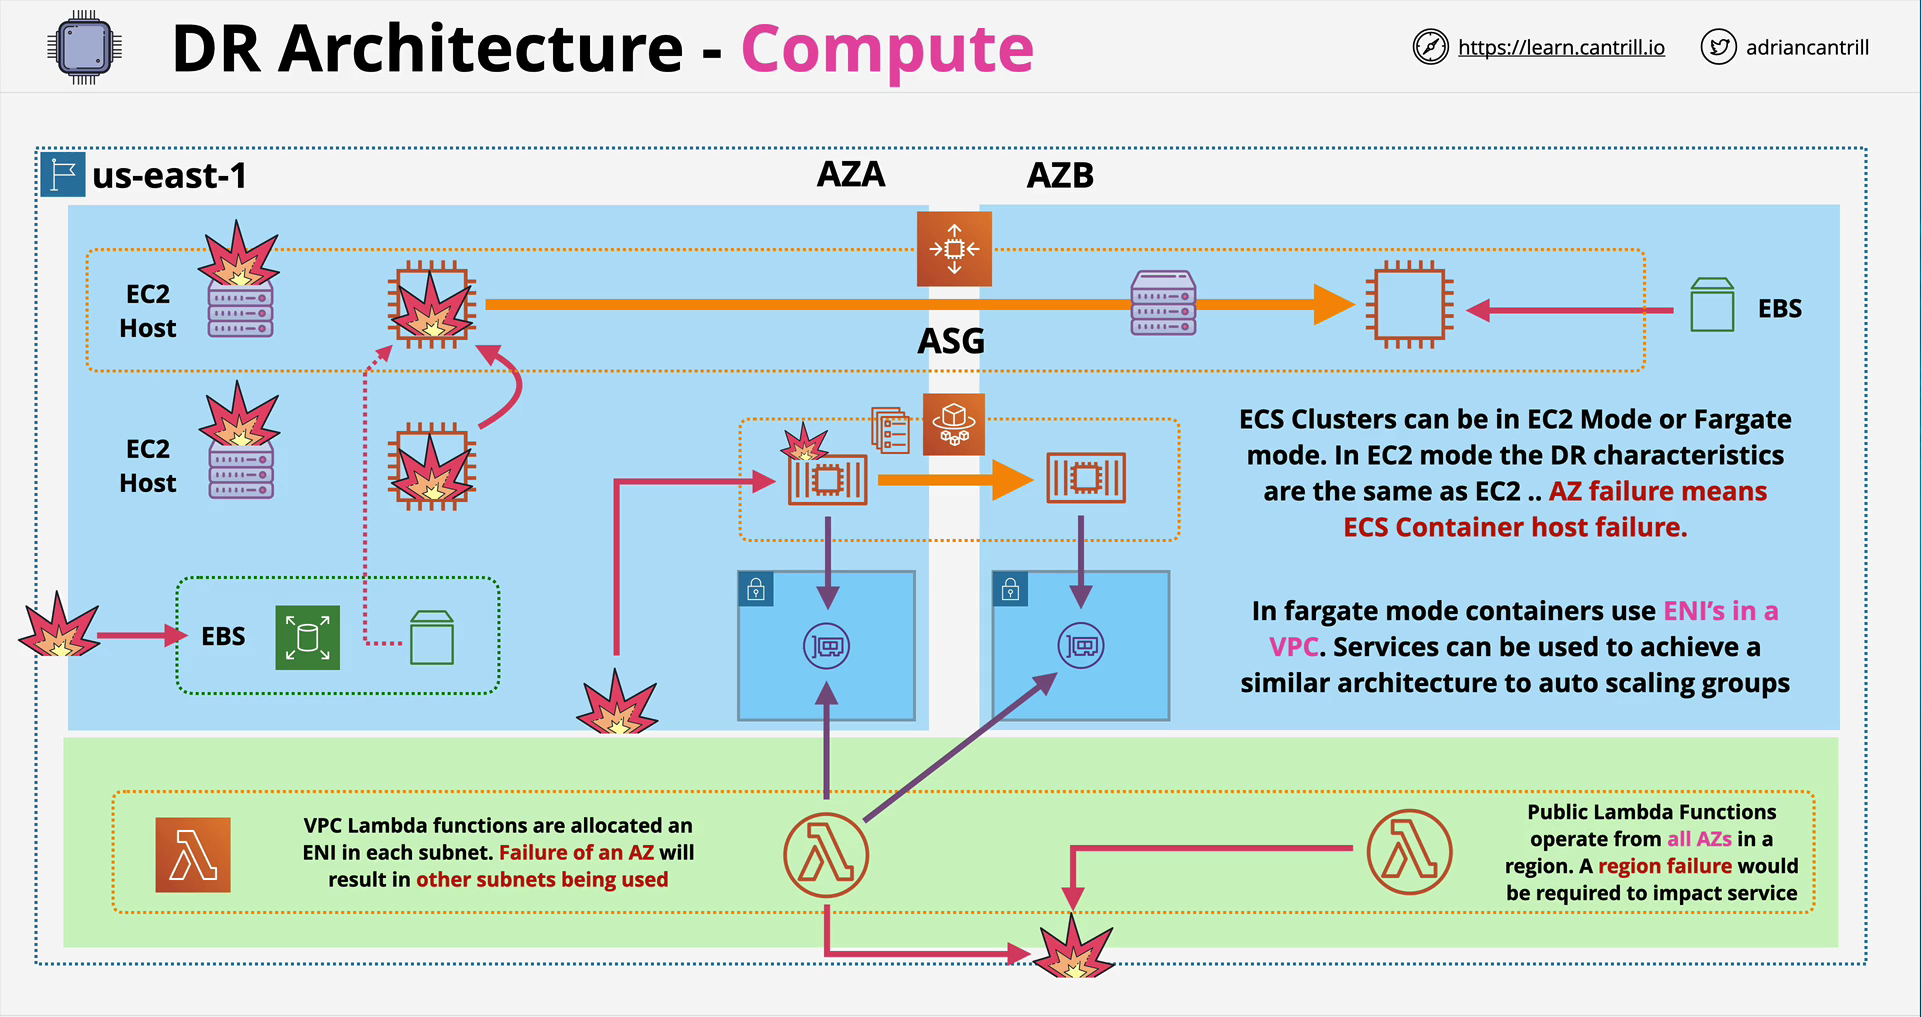 DR Architecture - Compute
https://learn.cantrill.io
adriancantrill
us-east-1
AZA
AZB
EC2
Host
EBS
ASG
EC2
Host
ECS Clusters can be in EC2 Mode or Fargate
mode. In EC2 mode the DR characteristics
are the same as EC2 .. AZ failure means
ECS Container host failure.
EBS
In fargate mode containers use ENI's in a
VPC. Services can be used to achieve a
similar architecture to auto scaling groups
VPC Lambda functions are allocated an
ENI in each subnet. Failure of an AZ will
result in other subnets being used
Public Lambda Functions
operate from all AZs in a
region. A region failure would
be required to impact service